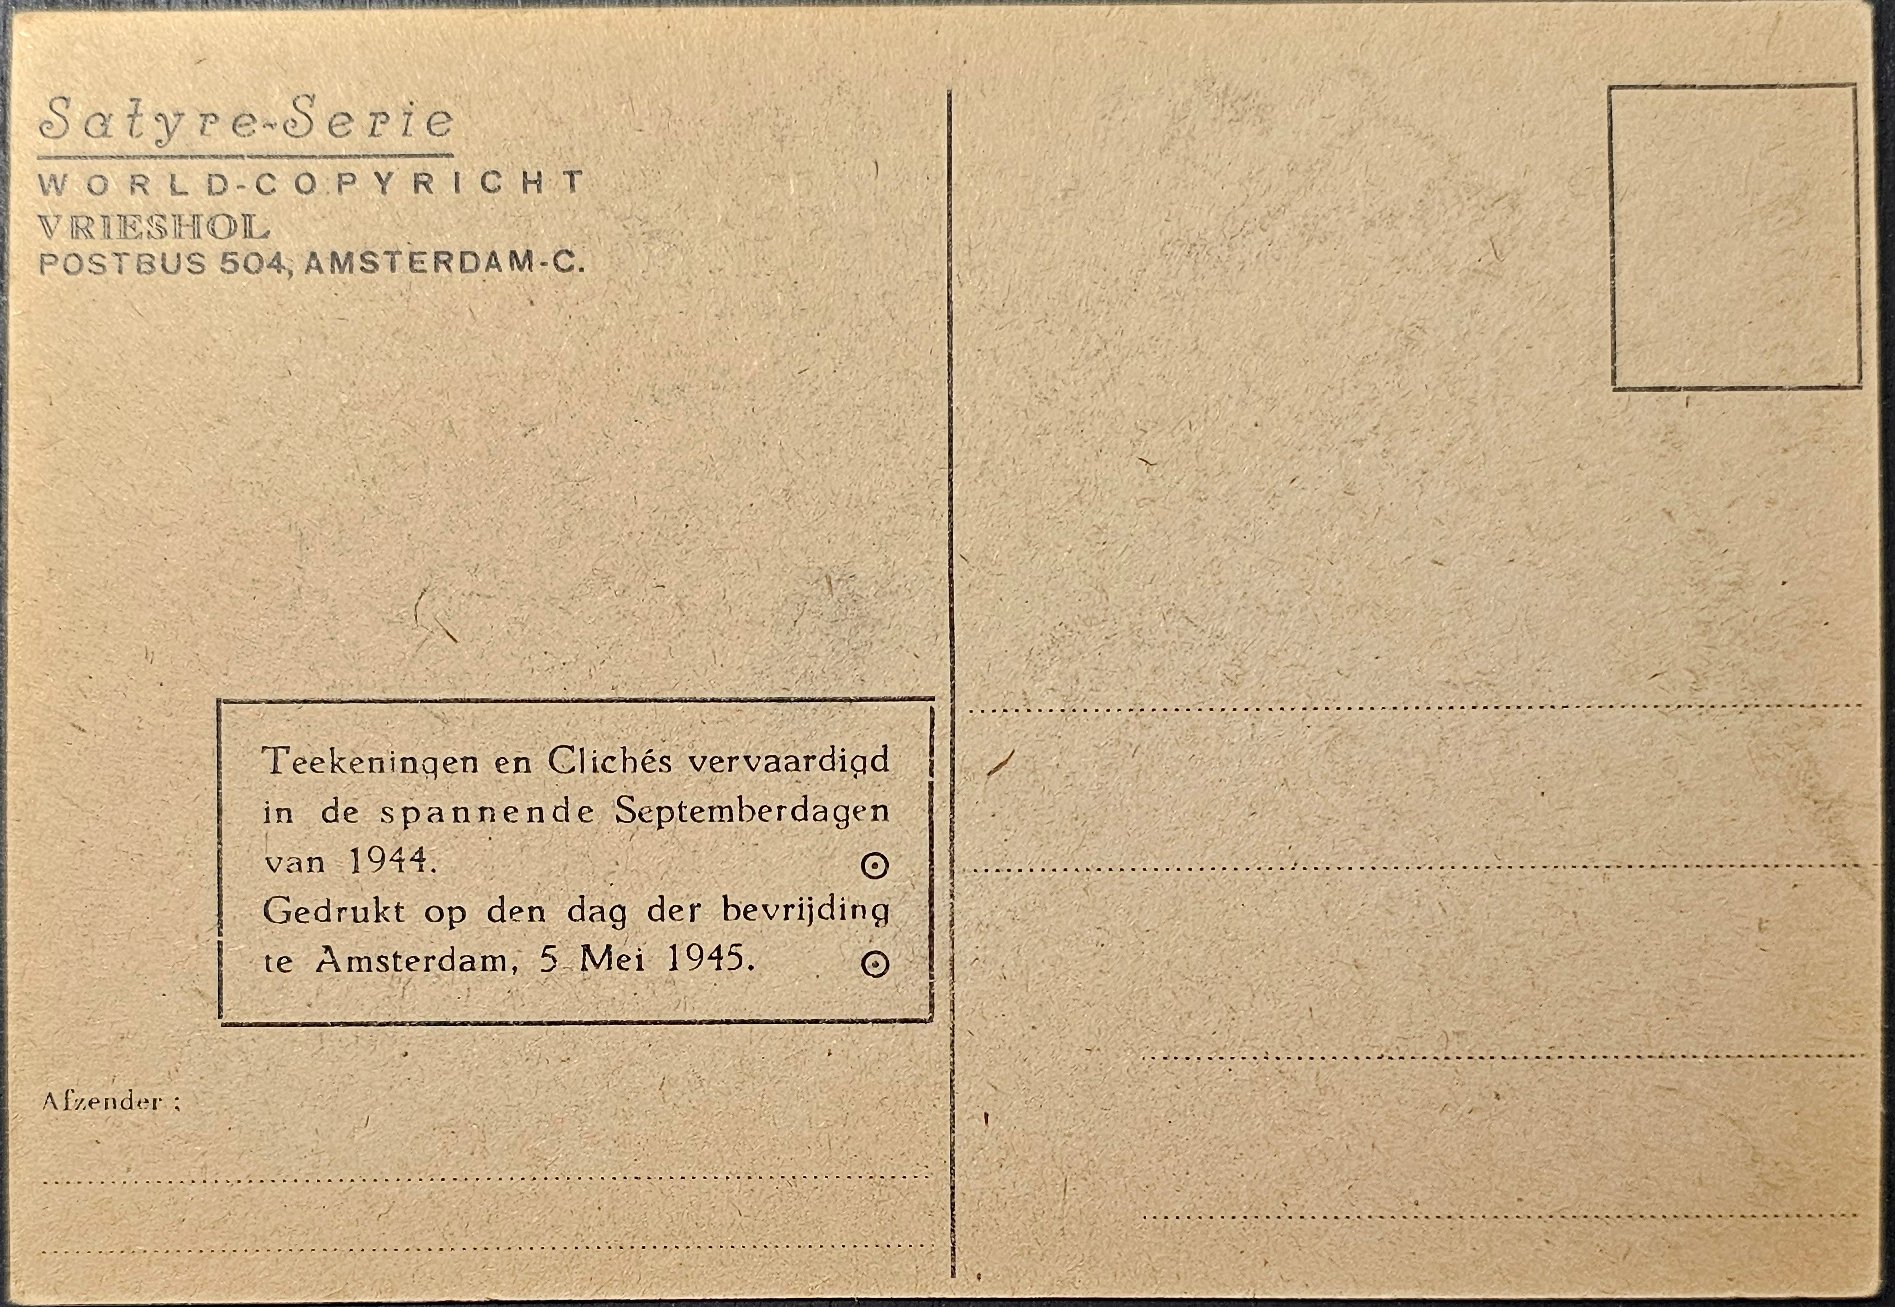 Satyre-Serie
WORLD-COPYRICHT
VRIESHOL
POSTBUS 504, AMSTERDAM-C.
Teekeningen en Clichés vervaardigd
in de spannende Septemberdagen
van 1944.
Gedrukt op den dag der bevrijding
te Amsterdam, 5 Mei 1945.
Afzender :